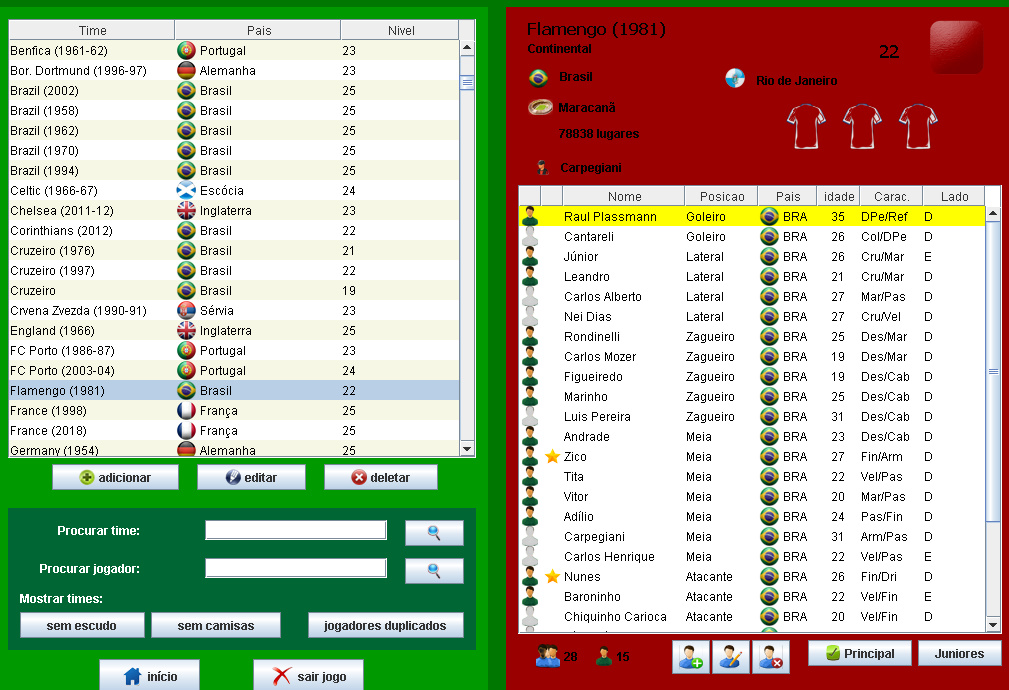 Time Pais Nivel
Benfica (1961-62) Portugal 23
Bor. Dortmund (1996-97) Alemanha 23
Brazil (2002) Brasil 25
Brazil (1958) Brasil 25
Brazil (1962) Brasil 25
Brazil (1970) Brasil 25
Brazil (1994) Brasil 25
Celtic (1966-67) Escócia 24
Chelsea (2011-12) Inglaterra 23
Corinthians (2012) Brasil 22
Cruzeiro (1976) Brasil 21
Cruzeiro (1997) Brasil 22
Cruzeiro Brasil 19
Crvena Zvezda (1990-91) Sérvia 23
England (1966) Inglaterra 25
FC Porto (1986-87) Portugal 23
FC Porto (2003-04) Portugal 24
Flamengo (1981) Brasil 22
France (1998) França 25
France (2018) França 25
Germany (1954) Alemanha 25
adicionar editar deletar
Procurar time:
Procurar jogador:
Mostrar times:
sem escudo sem camisas jogadores duplicados
início sair jogo
Flamengo (1981)
Continental
22
Brasil Rio de Janeiro
Maracanã
78838 lugares
Carpegiani
Nome Posicao Pais idade Carac. Lado
Raul Plassmann Goleiro BRA 35 DPe/Ref D
Cantareli Goleiro BRA 26 Col/DPe D
Júnior Lateral BRA 26 Cru/Mar E
Leandro Lateral BRA 21 Cru/Mar D
Carlos Alberto Lateral BRA 27 Mar/Pas D
Nei Dias Lateral BRA 27 Cru/Vel D
Rondinelli Zagueiro BRA 25 Des/Mar D
Carlos Mozer Zagueiro BRA 19 Des/Mar D
Figueiredo Zagueiro BRA 19 Des/Cab D
Marinho Zagueiro BRA 25 Des/Cab D
Luis Pereira Zagueiro BRA 31 Des/Cab D
Andrade Meia BRA 23 Des/Cab D
Zico Meia BRA 27 Fin/Arm D
Tita Meia BRA 22 Vel/Pas D
Vitor Meia BRA 20 Mar/Pas D
Adílio Meia BRA 24 Pas/Fin D
Carpegiani Meia BRA 31 Arm/Pas D
Carlos Henrique Meia BRA 22 Vel/Pas E
Nunes Atacante BRA 26 Fin/Dri D
Baroninho Atacante BRA 22 Vel/Fin E
Chiquinho Carioca Atacante BRA 20 Vel/Fin D
28 15 Principal Juniores